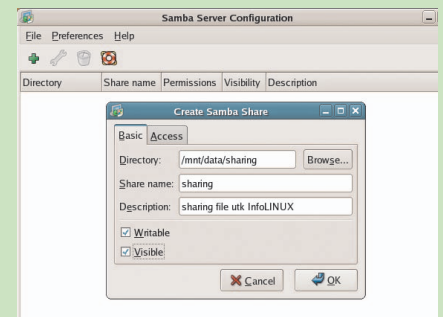 Samba Server Configuration
File Preferences Help
Directory Share name Permissions Visibility Description
Create Samba Share
Basic Access
Directory: /mnt/data/sharing Browse...
Share name: sharing
Description: sharing file utk InfoLINUX
Writable
Visible
Cancel OK